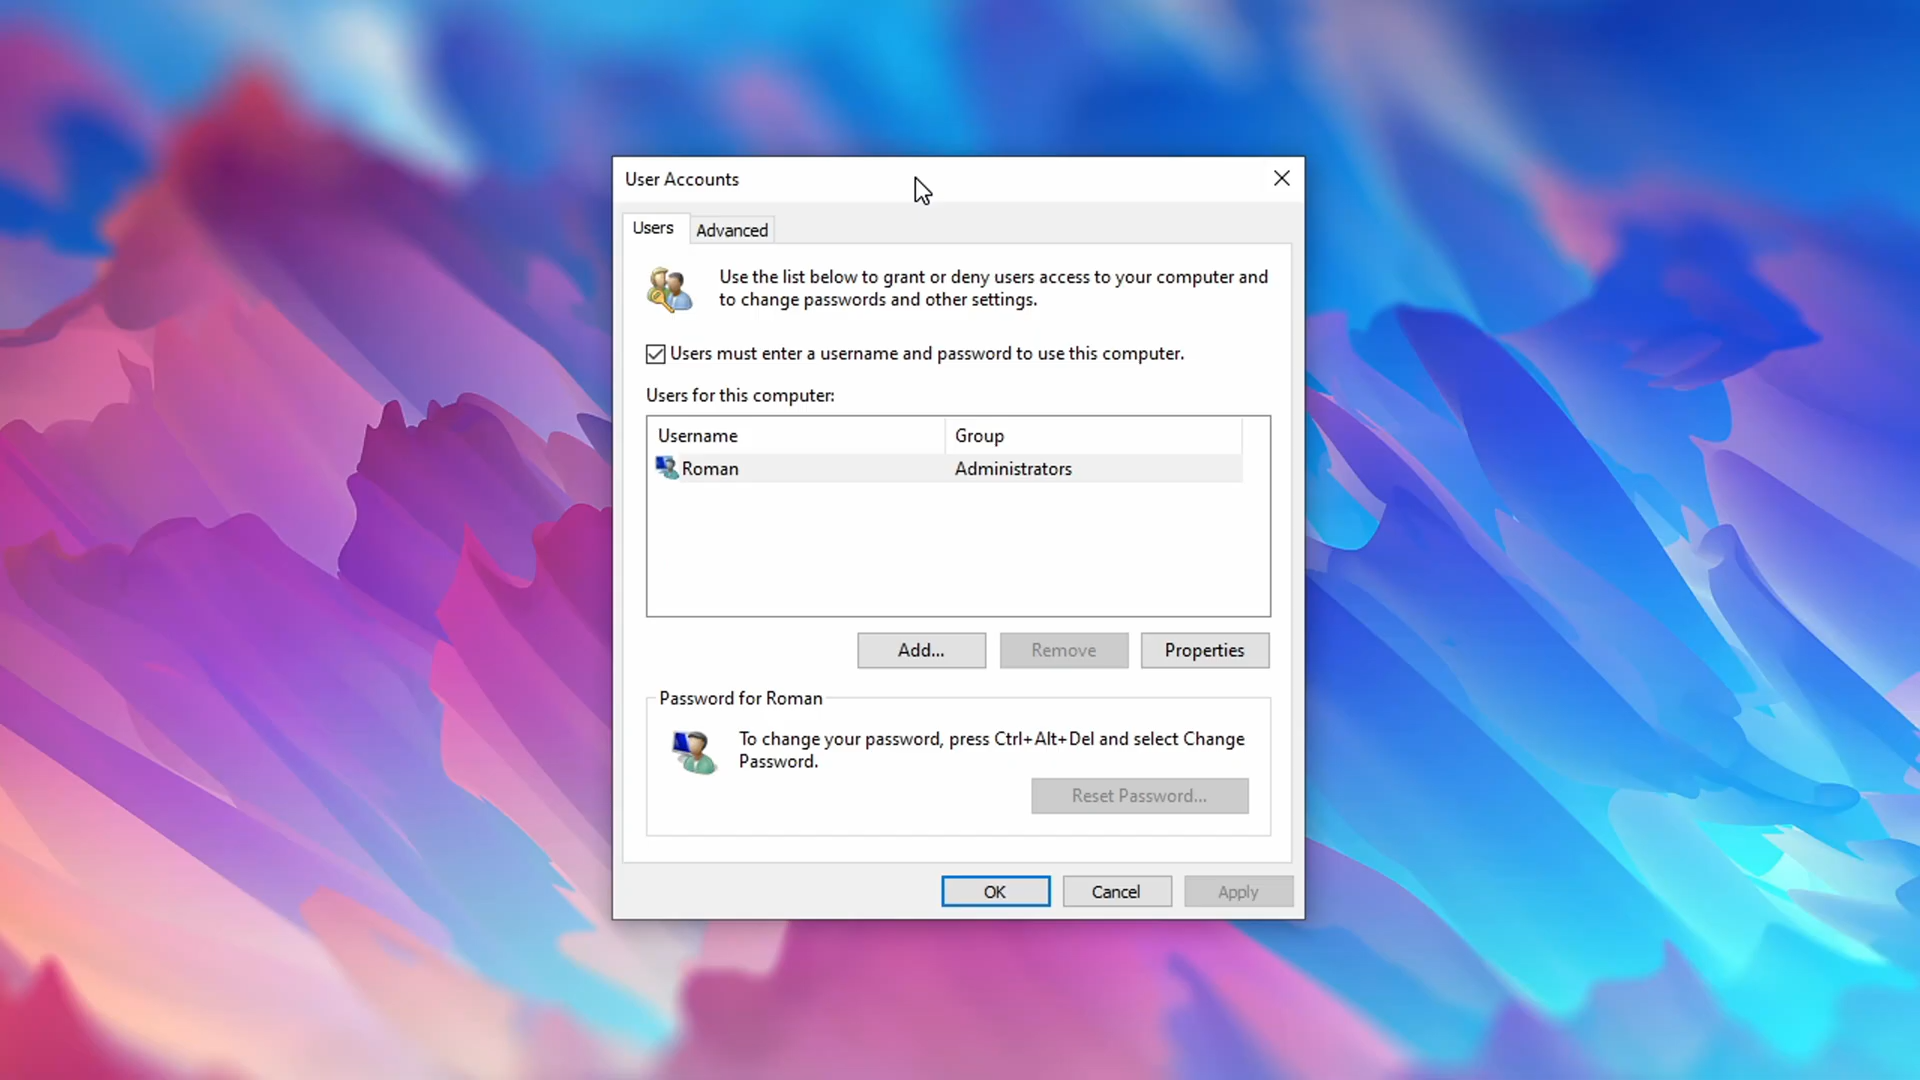 User Accounts
Users
Advanced
Use the list below to grant or deny users access to your computer and
to change passwords and other settings.
Users must enter a username and password to use this computer.
Users for this computer:
Username
Group
Roman
Administrators
Add...
Remove
Properties
Password for Roman
To change your password, press Ctrl+Alt+Del and select Change
Password.
Reset Password...
OK
Cancel
Apply